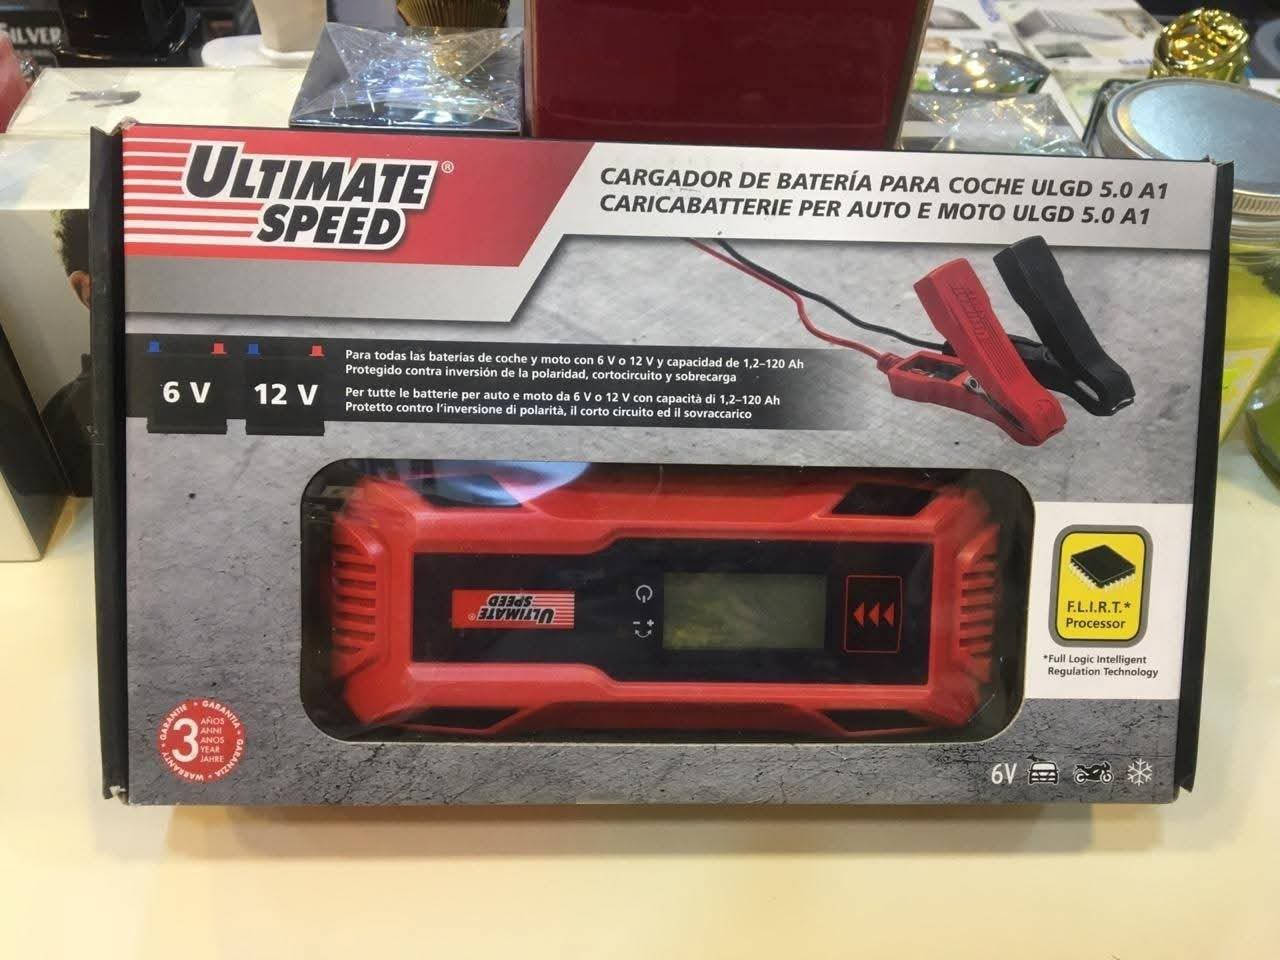 SILVER
ULTIMATE®
SPEED
CARGADOR DE BATERÍA PARA COCHE ULGD 5.0 A1
CARICABATTERIE PER AUTO E MOTO ULGD 5.0 A1
6 V
12 V
Para todas las baterías de coche y moto con 6 V o 12 V y capacidad de 1,2–120 Ah
Protegido contra inversión de la polaridad, cortocircuito y sobrecarga
Per tutte le batterie per auto e moto da 6 V o 12 V con capacità di 1,2–120 Ah
Protetto contro l'inversione di polarità, il corto circuito ed il sovraccarico
ULTIMATE®
SPEED
F.L.I.R.T.*
Processor
*Full Logic Intelligent
Regulation Technology
GARANTIE • GARANTIA • GARANZIA • WARRANTY •
3
AÑOS
ANNI
ANOS
YEAR
JAHRE
6V